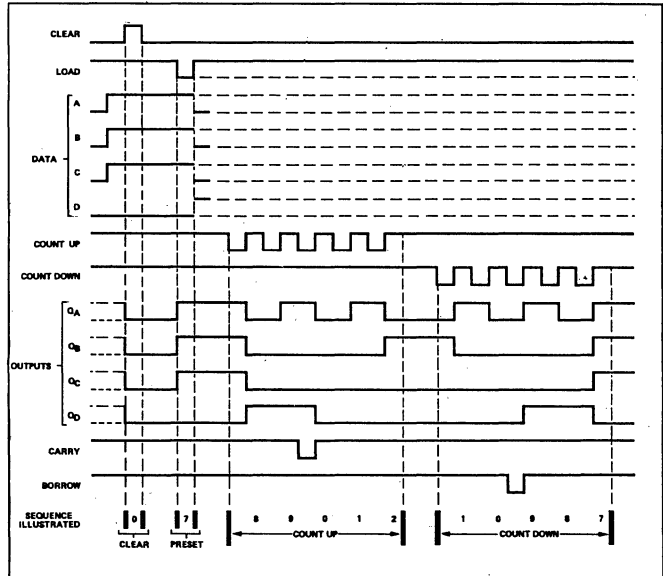 CLEAR
LOAD
A
B
DATA
C
D
COUNT UP
COUNT DOWN
QA
QB
OUTPUTS
QC
QD
CARRY
BORROW
SEQUENCE ILLUSTRATED
0 7 8 9 0 1 2 1 0 9 8 7
CLEAR PRESET COUNT UP COUNT DOWN